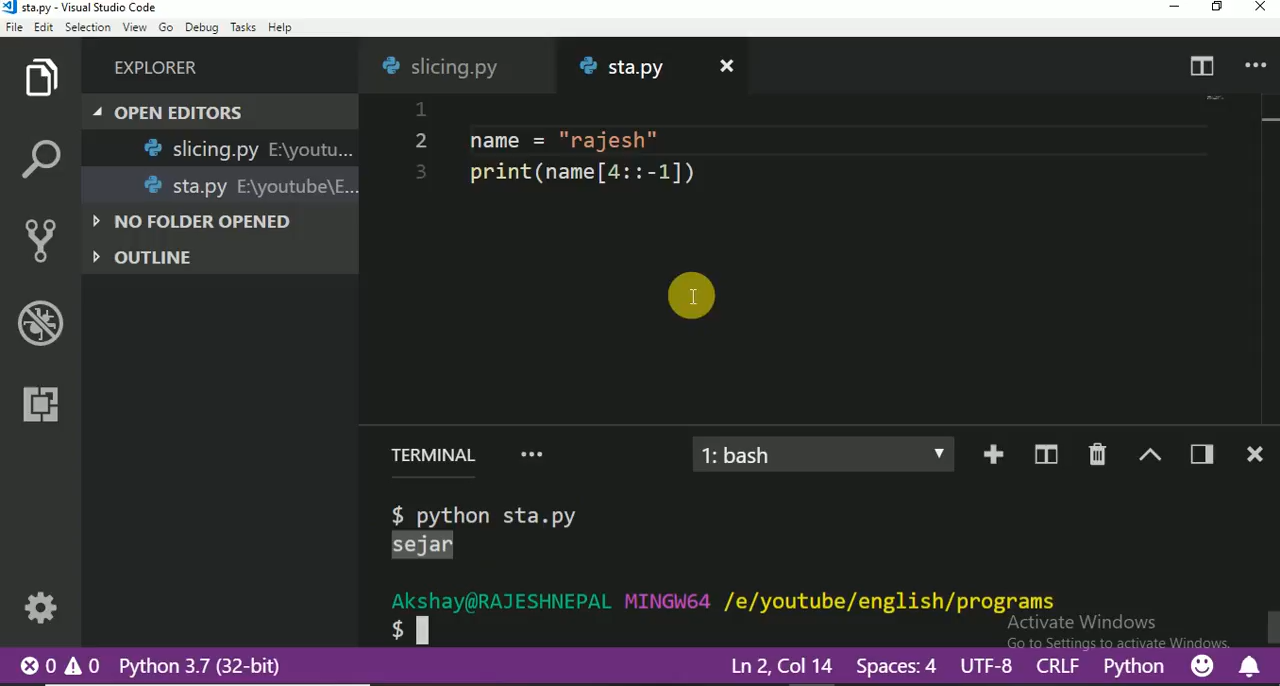 sta.py - Visual Studio Code
File Edit Selection View Go Debug Tasks Help
EXPLORER
slicing.py
sta.py
OPEN EDITORS
slicing.py E:\youtu...
sta.py E:\youtube\E...
NO FOLDER OPENED
OUTLINE
1
2 name = "rajesh"
3 print(name[4::-1])
TERMINAL
1: bash
$ python sta.py
sejar
Akshay@RAJESHNEPAL MINGW64 /e/youtube/english/programs
$
Activate Windows
Go to Settings to activate Windows.
0 0 Python 3.7 (32-bit) Ln 2, Col 14 Spaces: 4 UTF-8 CRLF Python